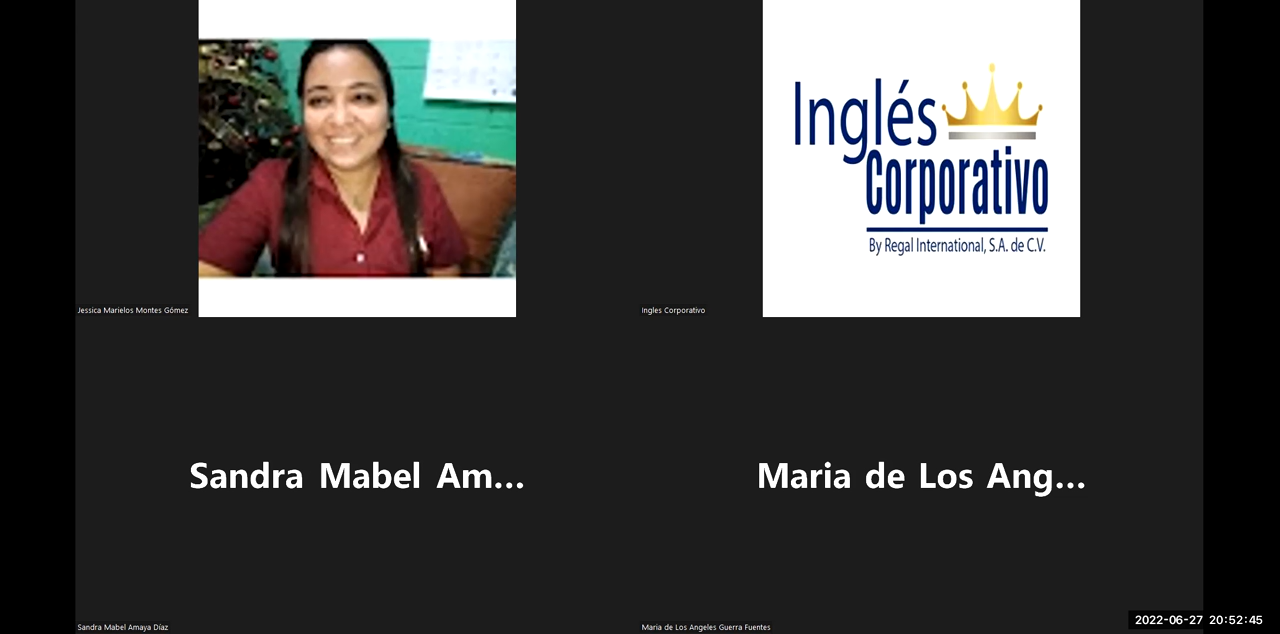 Inglés
Corporativo
By Regal International, S.A. de C.V.
Jessica Marielos Montes Gómez
Ingles Corporativo
Sandra Mabel Am...
Maria de Los Ang...
Sandra Mabel Amaya Díaz
Maria de Los Angeles Guerra Fuentes
2022-06-27 20:52:45